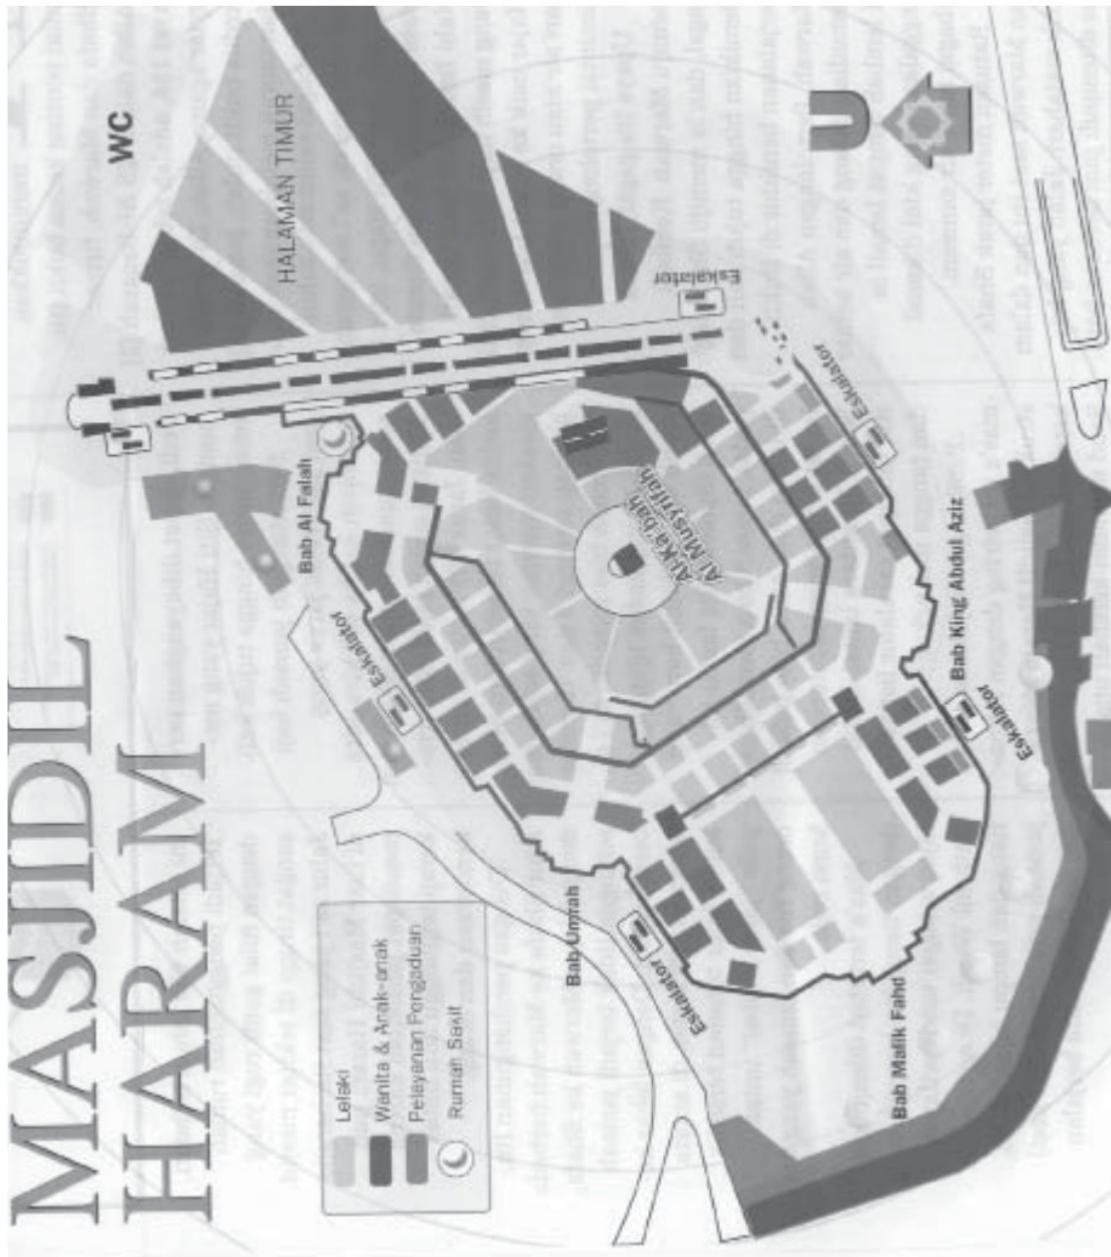 MASJIDIL
HARAM
WC
HALAMAN TIMUR
U
Eskalator
Eskalator
Bab Al Falah
Al-Ka'bah
Al Musyrifah
Bab King Abdul Aziz
Eskalator
Eskalator
Bab Umrah
Eskalator
Bab Malik Fahd
Lelaki
Wanita & Anak-anak
Pelayanan Pengaduan
Rumah Sakit